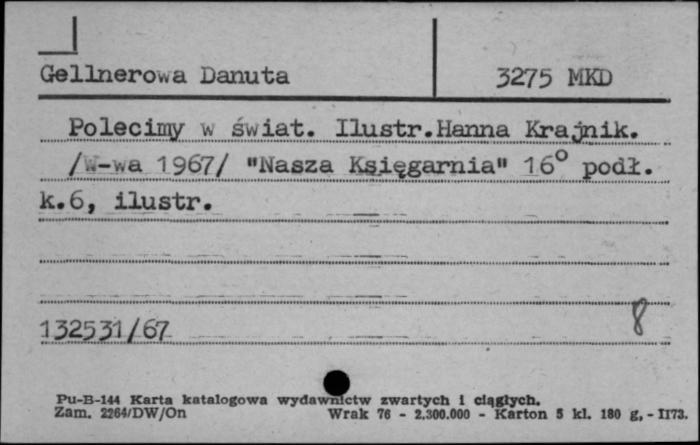 Gellnerowa Danuta 3275 MKD
Polecimy w świat. Ilustr.Hanna Krajnik.
/W-wa 1967/ "Nasza Księgarnia" 16° podł.
k.6, ilustr.
132531/67 8
Pu-B-144 Karta katalogowa wydawnictw zwartych i ciągłych.
Zam. 2264/DW/On Wrak 76 - 2.300.000 - Karton 5 kl. 180 g, - II73.